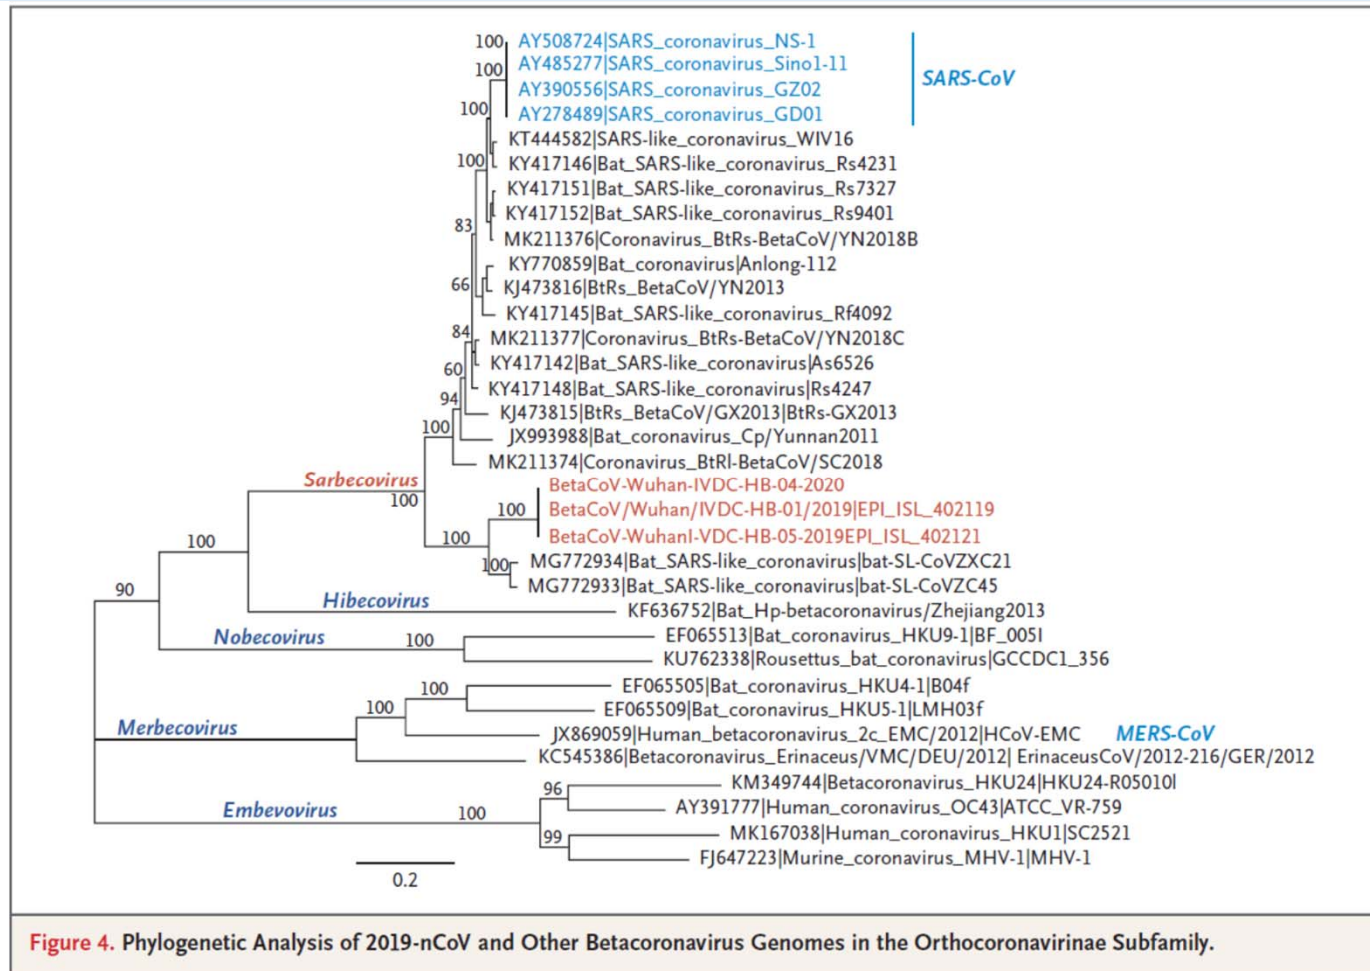 100 AY508724|SARS_coronavirus_NS-1
100 AY485277|SARS_coronavirus_Sino1-11
SARS-CoV
AY390556|SARS_coronavirus_GZ02
100 AY278489|SARS_coronavirus_GD01
KT444582|SARS-like_coronavirus_WIV16
100 KY417146|Bat_SARS-like_coronavirus_Rs4231
KY417151|Bat_SARS-like_coronavirus_Rs7327
KY417152|Bat_SARS-like_coronavirus_Rs9401
83
MK211376|Coronavirus_BtRs-BetaCoV/YN2018B
KY770859|Bat_coronavirus|Anlong-112
66 KJ473816|BtRs_BetaCoV/YN2013
KY417145|Bat_SARS-like_coronavirus_Rf4092
84 MK211377|Coronavirus_BtRs-BetaCoV/YN2018C
KY417142|Bat_SARS-like_coronavirus|As6526
60
KY417148|Bat_SARS-like_coronavirus|Rs4247
94
KJ473815|BtRs_BetaCoV/GX2013|BtRs-GX2013
100 JX993988|Bat_coronavirus_Cp/Yunnan2011
MK211374|Coronavirus_BtRl-BetaCoV/SC2018
Sarbecovirus
BetaCoV-Wuhan-IVDC-HB-04-2020
100
100 BetaCoV/Wuhan/IVDC-HB-01/2019|EPI_ISL_402119
100 BetaCoV-WuhanI-VDC-HB-05-2019EPI_ISL_402121
100
100 MG772934|Bat_SARS-like_coronavirus|bat-SL-CoVZXC21
MG772933|Bat_SARS-like_coronavirus|bat-SL-CoVZC45
90
Hibecovirus KF636752|Bat_Hp-betacoronavirus/Zhejiang2013
Nobecovirus 100 EF065513|Bat_coronavirus_HKU9-1|BF_005I
KU762338|Rousettus_bat_coronavirus|GCCDC1_356
100 EF065505|Bat_coronavirus_HKU4-1|B04f
100 EF065509|Bat_coronavirus_HKU5-1|LMH03f
Merbecovirus JX869059|Human_betacoronavirus_2c_EMC/2012|HCoV-EMC MERS-CoV
KC545386|Betacoronavirus_Erinaceus/VMC/DEU/2012| ErinaceusCoV/2012-216/GER/2012
96 KM349744|Betacoronavirus_HKU24|HKU24-R05010I
Embevovirus 100 AY391777|Human_coronavirus_OC43|ATCC_VR-759
99 MK167038|Human_coronavirus_HKU1|SC2521
FJ647223|Murine_coronavirus_MHV-1|MHV-1
0.2
Figure 4. Phylogenetic Analysis of 2019-nCoV and Other Betacoronavirus Genomes in the Orthocoronavirinae Subfamily.